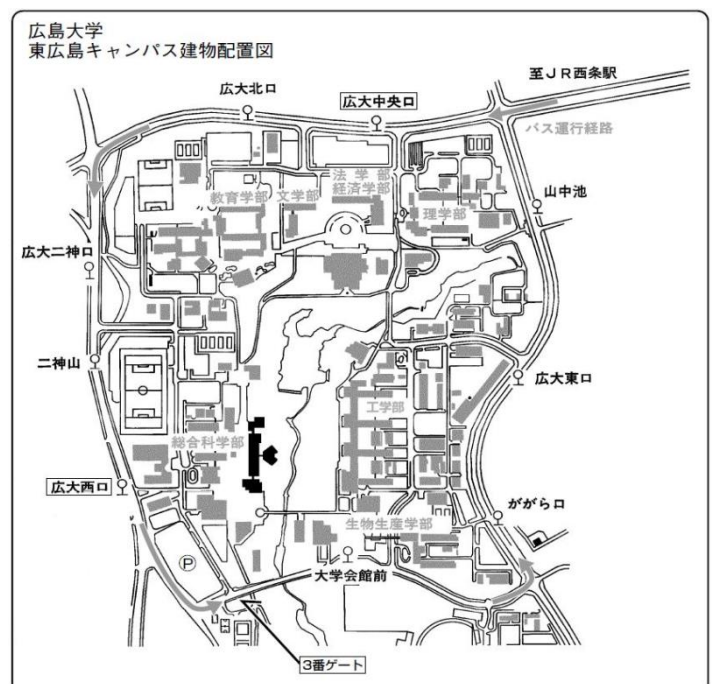 広島大学
東広島キャンパス建物配置図
至JR西条駅
広大北口
広大中央口
バス運行経路
法学部
経済学部
教育学部
文学部
理学部
山中池
広大二神口
二神山
広大東口
工学部
総合科学部
広大西口
ががら口
生物生産学部
P
大学会館前
3番ゲート